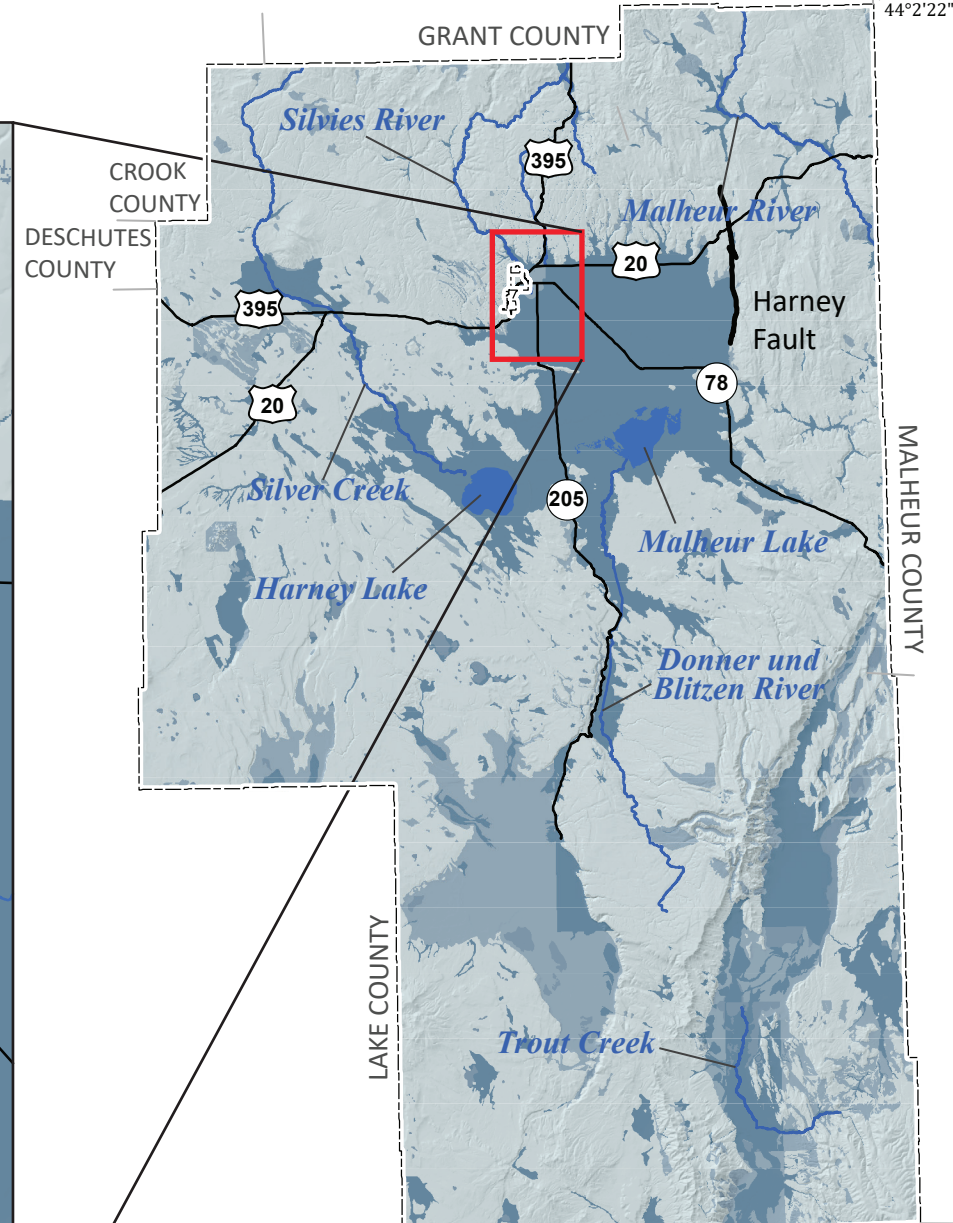 44°2'22"
GRANT COUNTY
Silvies River
395
CROOK
COUNTY
Malheur River
DESCHUTES
COUNTY
20
395
Harney
Fault
78
20
MALHEUR COUNTY
Silver Creek
205
Malheur Lake
Harney Lake
Donner und
Blitzen River
LAKE COUNTY
Trout Creek